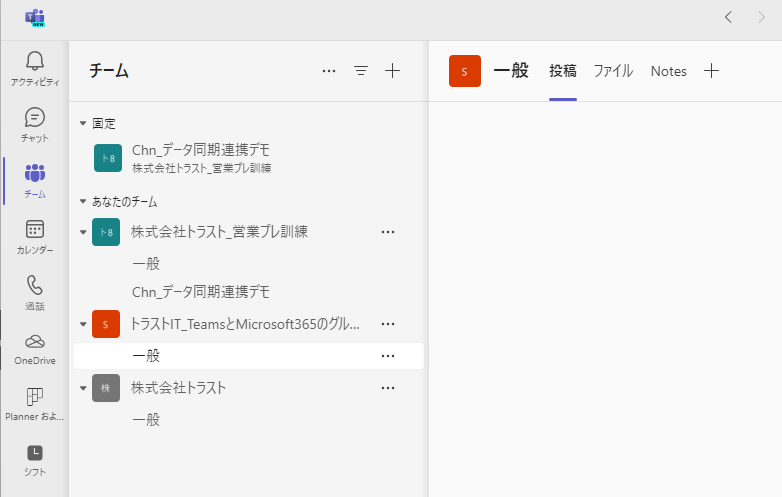 NEW
アクティビティ
チャット
チーム
カレンダー
通話
OneDrive
Planner およ...
シフト
チーム
固定
ト8
Chn_データ同期連携デモ
株式会社トラスト_営業プレ訓練
あなたのチーム
ト8
株式会社トラスト_営業プレ訓練
一般
Chn_データ同期連携デモ
S
トラストIT_TeamsとMicrosoft365のグル...
一般
株
株式会社トラスト
一般
S
一般 投稿 ファイル Notes